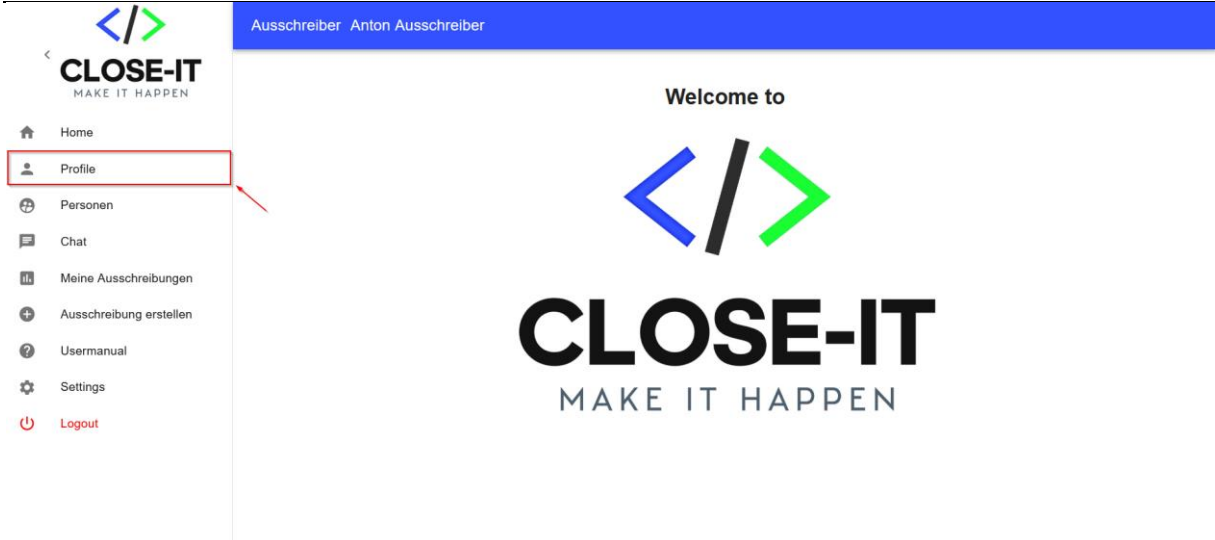 CLOSE-IT
MAKE IT HAPPEN
Home
Profile
Personen
Chat
Meine Ausschreibungen
Ausschreibung erstellen
Usermanual
Settings
Logout
Ausschreiber Anton Ausschreiber
Welcome to
</>
CLOSE-IT
MAKE IT HAPPEN